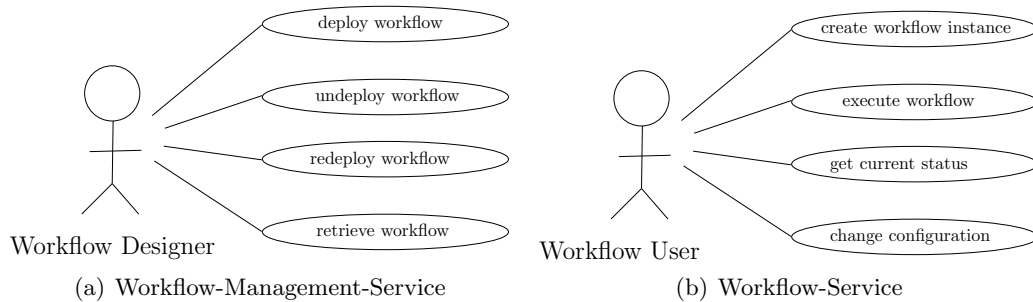 deploy workflow
undeploy workflow
redeploy workflow
retrieve workflow
Workflow Designer
(a) Workflow-Management-Service
create workflow instance
execute workflow
get current status
change configuration
Workflow User
(b) Workflow-Service